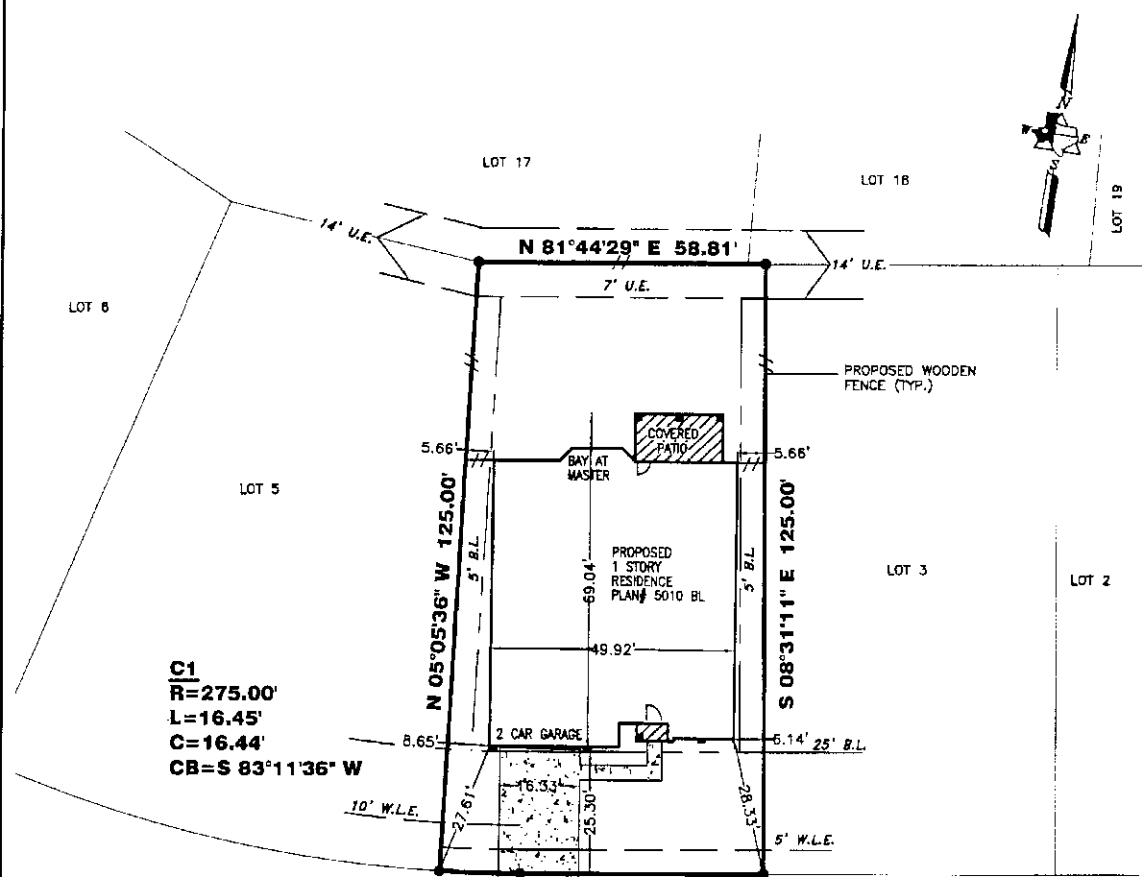 LOT 17
LOT 18
LOT 19
N
W
E
S
14' U.E.
N 81°44'29" E 58.81'
14' U.E.
7' U.E.
LOT 6
PROPOSED WOODEN
FENCE (TYP.)
COVERED
PATIO
5.66'
5.66'
BAY AT
MASTER
LOT 5
N 05°05'36" W 125.00'
5' B.L.
69.04'
PROPOSED
1 STORY
RESIDENCE
PLAN# 5010 BL
5' B.L.
S 08°31'11" E 125.00'
LOT 3
LOT 2
49.92'
C1
R=275.00'
L=16.45'
C=16.44'
CB=S 83°11'36" W
8.65'
2 CAR GARAGE
25' B.L.
16.33'
10' W.L.E.
27.61'
25.30'
28.33'
5' W.L.E.